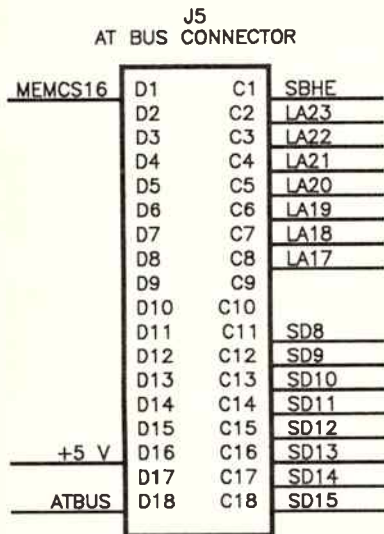 J5
AT BUS CONNECTOR
MEMCS16 D1 C1 SBHE
D2 C2 LA23
D3 C3 LA22
D4 C4 LA21
D5 C5 LA20
D6 C6 LA19
D7 C7 LA18
D8 C8 LA17
D9 C9
D10 C10
D11 C11 SD8
D12 C12 SD9
D13 C13 SD10
D14 C14 SD11
D15 C15 SD12
+5 V D16 C16 SD13
D17 C17 SD14
ATBUS D18 C18 SD15